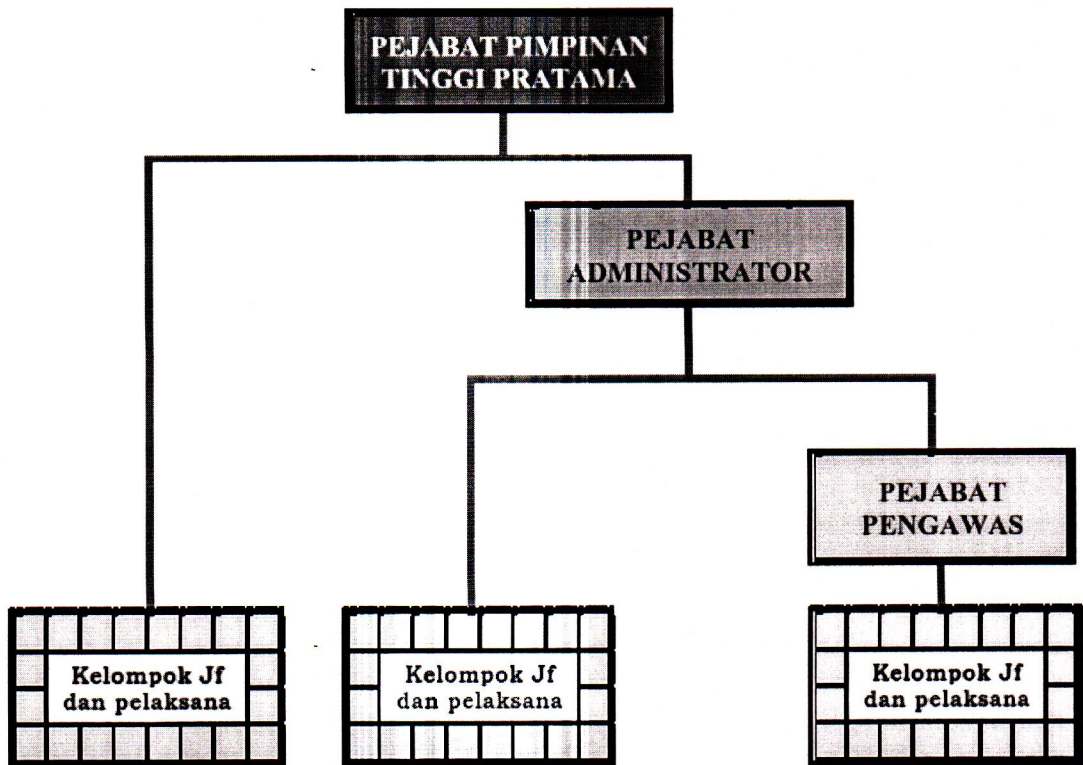 PEJABAT PIMPINAN
TINGGI PRATAMA
PEJABAT
ADMINISTRATOR
PEJABAT
PENGAWAS
Kelompok Jf
dan pelaksana
Kelompok Jf
dan pelaksana
Kelompok Jf
dan pelaksana